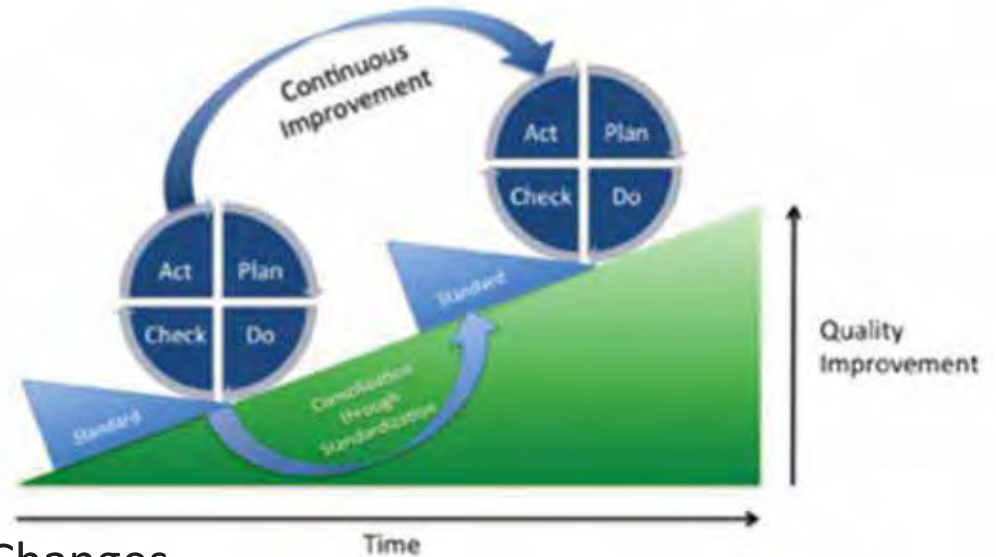 Continuous
Improvement
Act
Plan
Check
Do
Act
Plan
Check
Do
Standard
Standard
Consolidation
through
Standardization
Quality
Improvement
Time
Changes